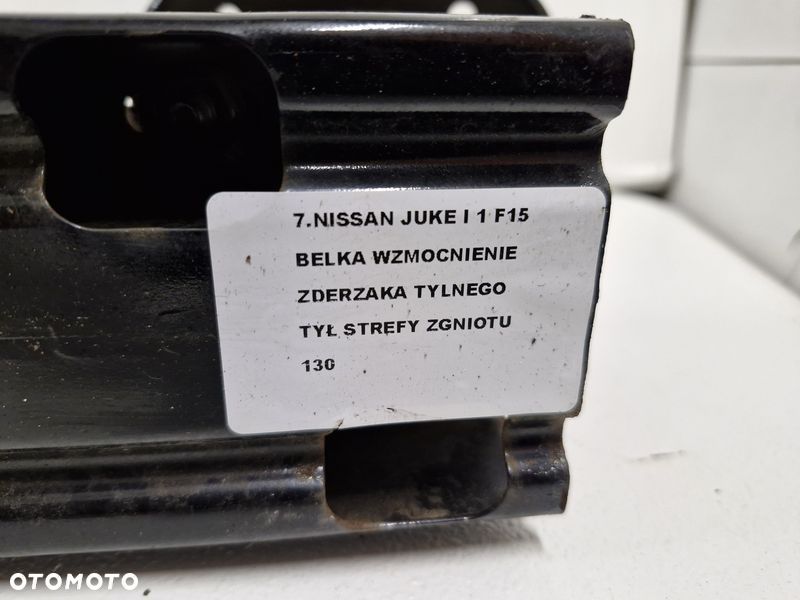 7.NISSAN JUKE I 1 F15
BELKA WZMOCNIENIE
ZDERZAKA TYLNEGO
TYŁ STREFY ZGNIOTU
130
OTOMOTO